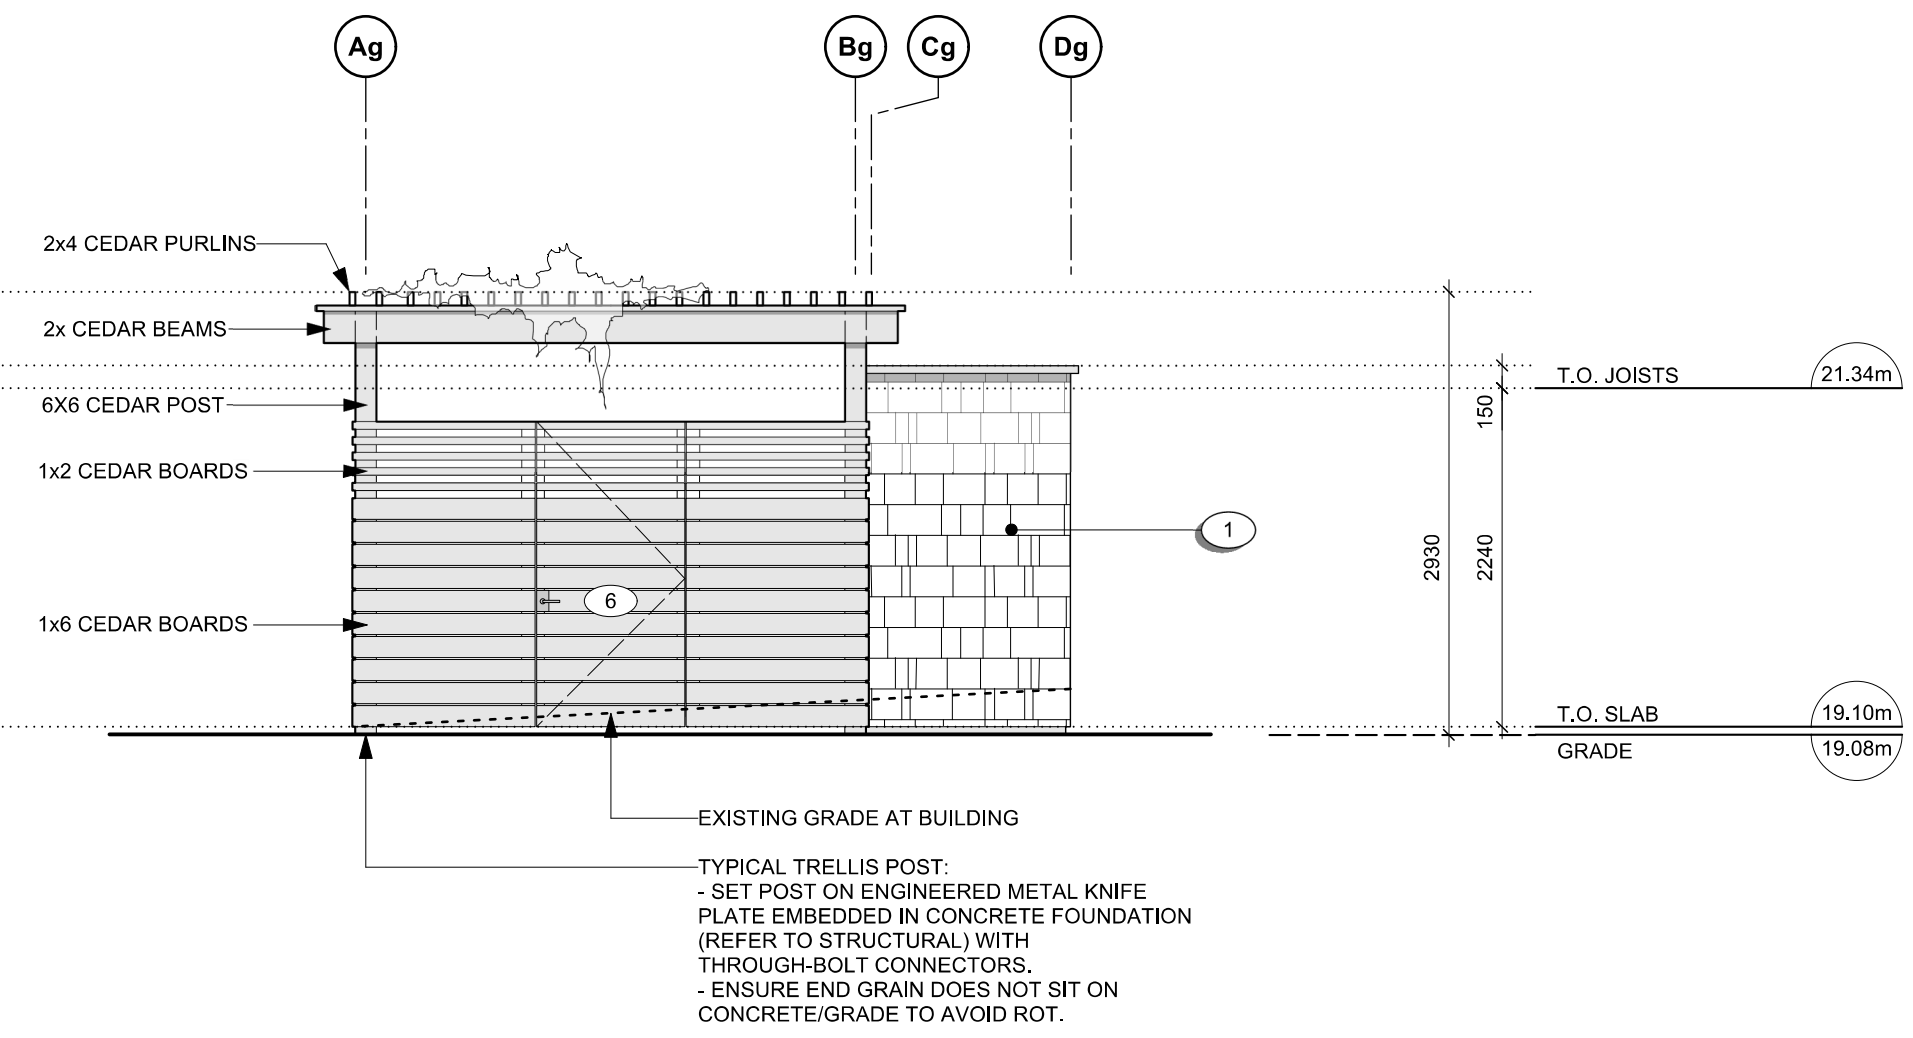 Ag
Bg
Cg
Dg
2x4 CEDAR PURLINS
2x CEDAR BEAMS
6X6 CEDAR POST
1x2 CEDAR BOARDS
1x6 CEDAR BOARDS
6
1
2930
150
2240
T.O. JOISTS
21.34m
T.O. SLAB
19.10m
GRADE
19.08m
EXISTING GRADE AT BUILDING
TYPICAL TRELLIS POST:
- SET POST ON ENGINEERED METAL KNIFE
PLATE EMBEDDED IN CONCRETE FOUNDATION
(REFER TO STRUCTURAL) WITH
THROUGH-BOLT CONNECTORS.
- ENSURE END GRAIN DOES NOT SIT ON
CONCRETE/GRADE TO AVOID ROT.